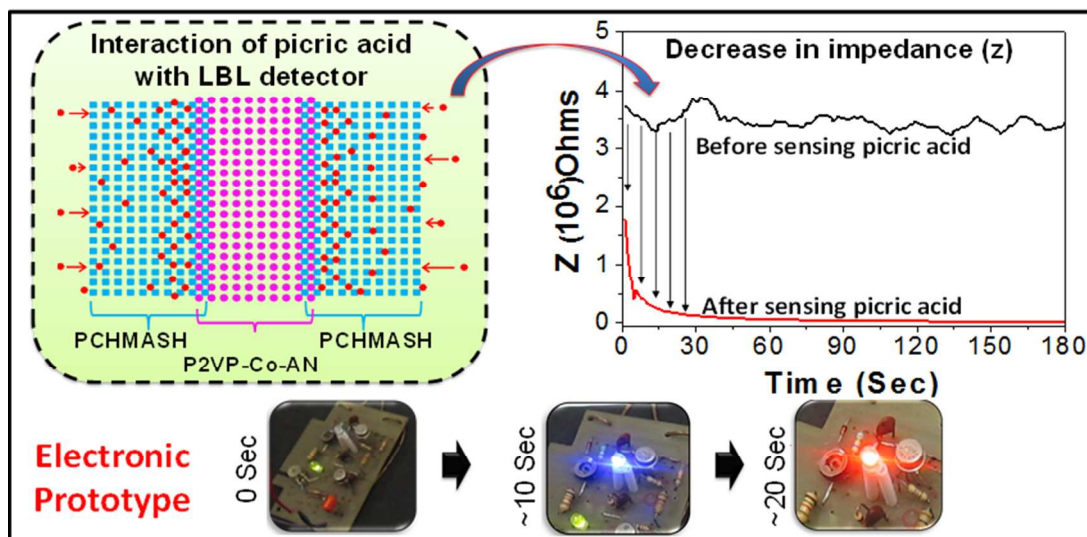 Interaction of picric acid
with LBL detector
PCHMASH
PCHMASH
P2VP-Co-AN
Decrease in impedance (z)
Before sensing picric acid
After sensing picric acid
Z (10⁶)Ohms
5
4
3
2
1
0
0 30 60 90 120 150 180
Time (Sec)
Electronic
Prototype
0 Sec
~10 Sec
~20 Sec